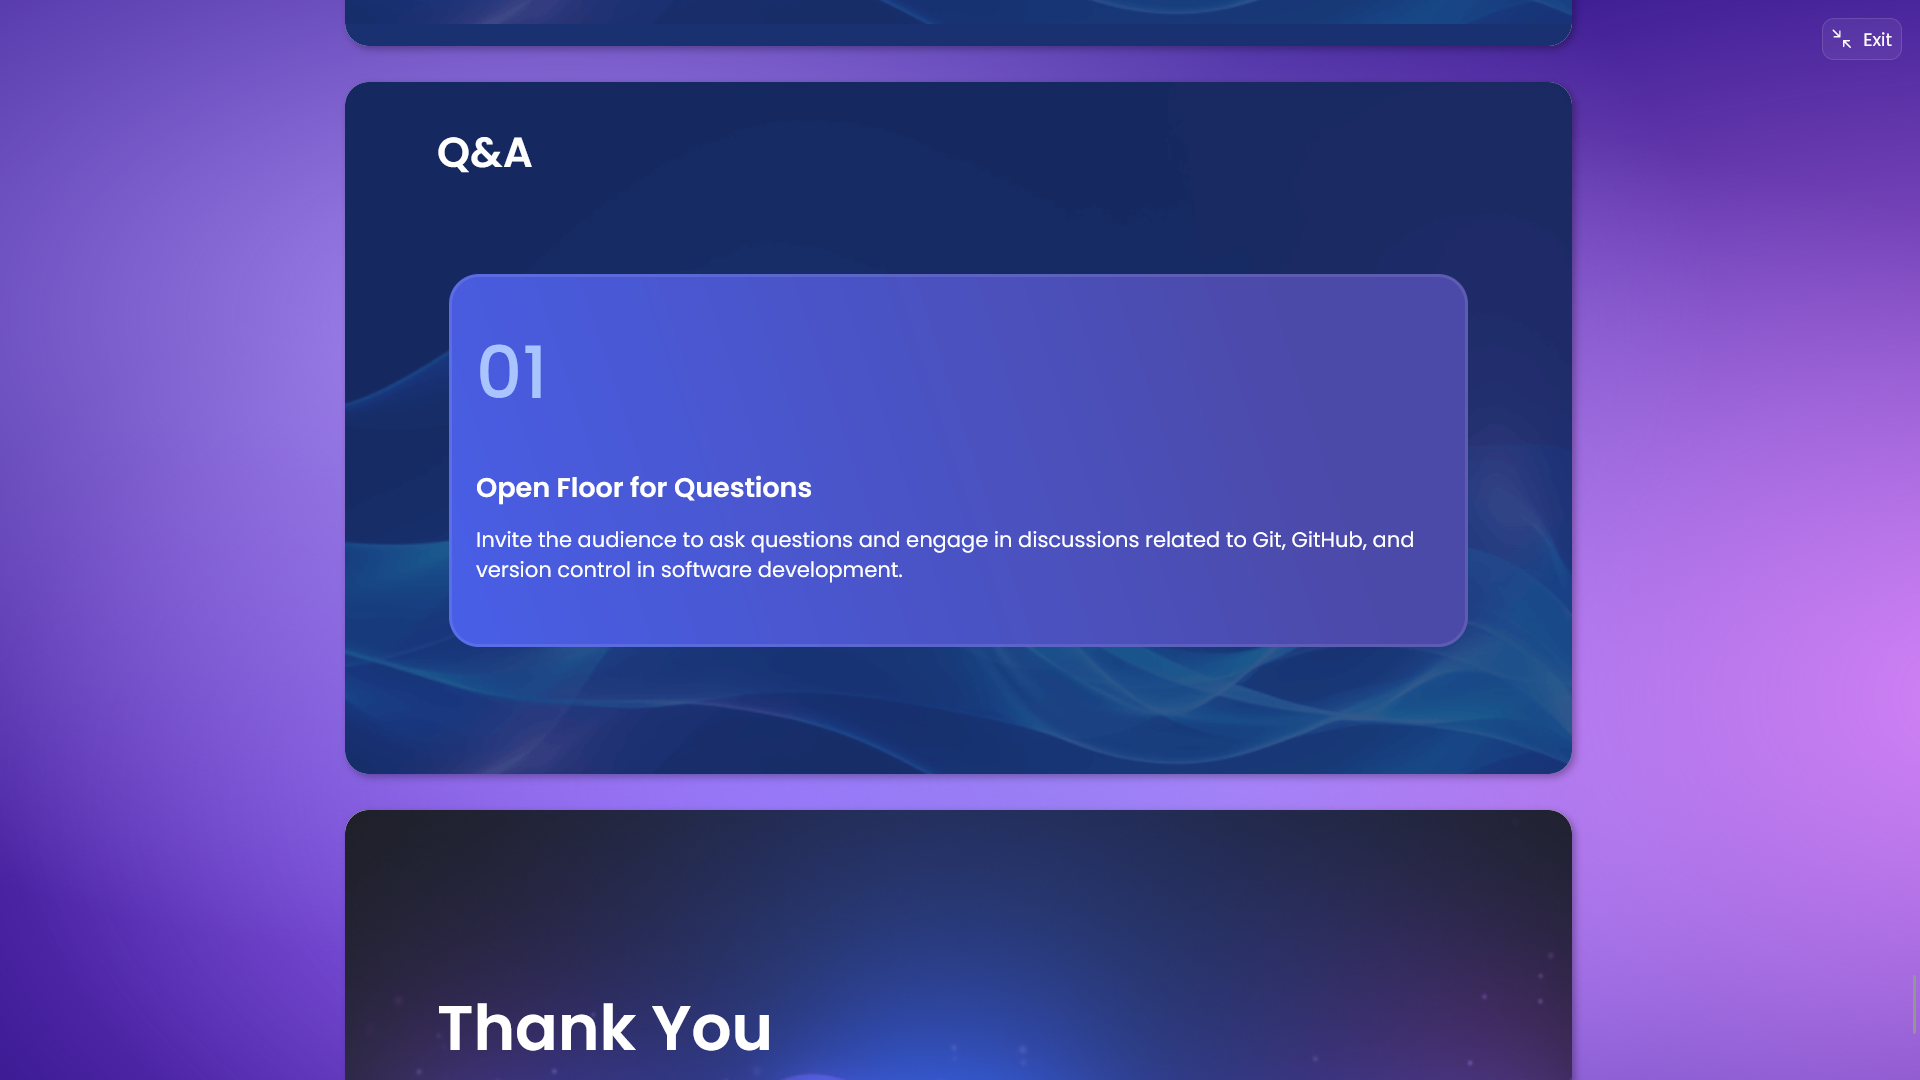 Exit
Q&A
01
Open Floor for Questions
Invite the audience to ask questions and engage in discussions related to Git, GitHub, and
version control in software development.
Thank You